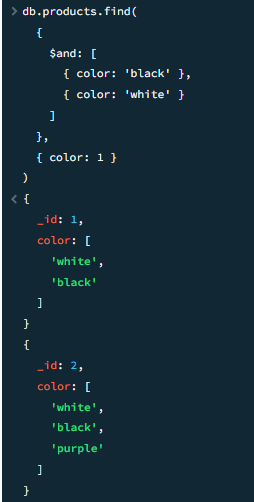 > db.products.find(
{
$and: [
{ color: 'black' },
{ color: 'white' }
]
},
{ color: 1 }
)
< {
_id: 1,
color: [
'white',
'black'
]
}
{
_id: 2,
color: [
'white',
'black',
'purple'
]
}